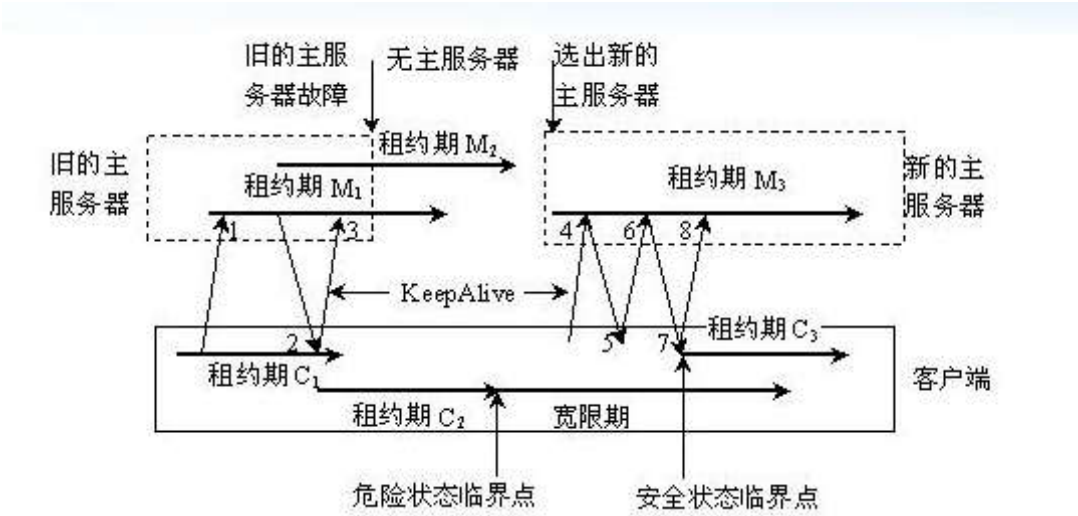 旧的主服
务器故障
无主服务器
选出新的
主服务器
旧的主
服务器
租约期 M2
租约期 M1
租约期 M3
新的主
服务器
1
3
4
6
8
KeepAlive
2
5
7
租约期 C3
租约期 C1
客户端
租约期 C2
宽限期
危险状态临界点
安全状态临界点